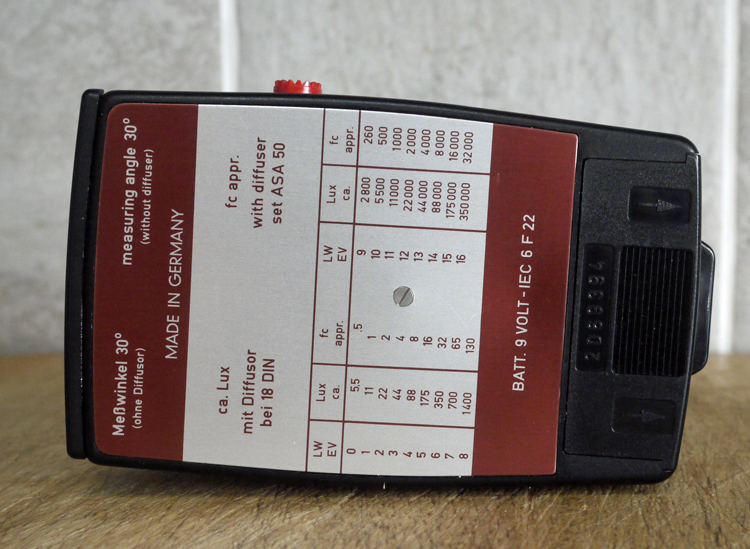 Meßwinkel 30° measuring angle 30°
(ohne Diffusor) (without diffuser)
MADE IN GERMANY
ca. Lux fc appr.
mit Diffusor with diffuser
bei 18 DIN set ASA 50
LW Lux fc LW Lux fc
EV ca. appr. EV ca. appr.
0 5,5 .5 9 2 800 260
1 11 1 10 5 500 500
2 22 2 11 11000 1000
3 44 4 12 22 000 2 000
4 88 8 13 44 000 4 000
5 175 16 14 88 000 8 000
6 350 32 15 175 000 16 000
7 700 65 16 350 000 32 000
8 1400 130
BATT. 9 VOLT - IEC 6 F 22